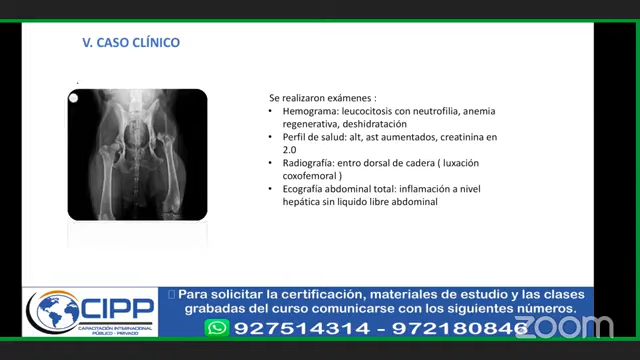 V. CASO CLÍNICO
Se realizaron exámenes :
• Hemograma: leucocitosis con neutrofilia, anemia
regenerativa, deshidratación
• Perfil de salud: alt, ast aumentados, creatinina en
2.0
• Radiografía: entro dorsal de cadera ( luxación
coxofemoral )
• Ecografía abdominal total: inflamación a nivel
hepática sin liquido libre abdominal
CIPP
CAPACITACIÓN INTERNACIONAL
PÚBLICO - PRIVADO
Para solicitar la certificación, materiales de estudio y las clases
grabadas del curso comunicarse con los siguientes números.
927514314 - 972180846
zoom